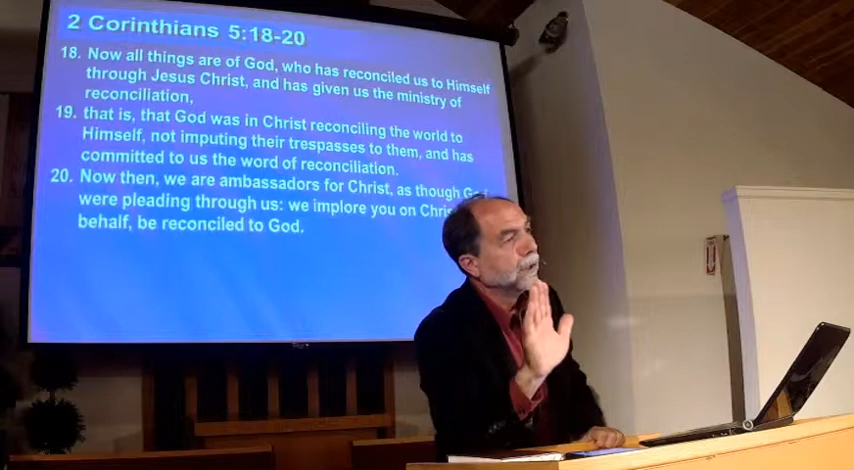 2 Corinthians 5:18-20
18. Now all things are of God, who has reconciled us to Himself
through Jesus Christ, and has given us the ministry of
reconciliation,
19. that is, that God was in Christ reconciling the world to
Himself, not imputing their trespasses to them, and has
committed to us the word of reconciliation.
20. Now then, we are ambassadors for Christ, as though
were pleading through us: we implore you on
behalf, be reconciled to God.